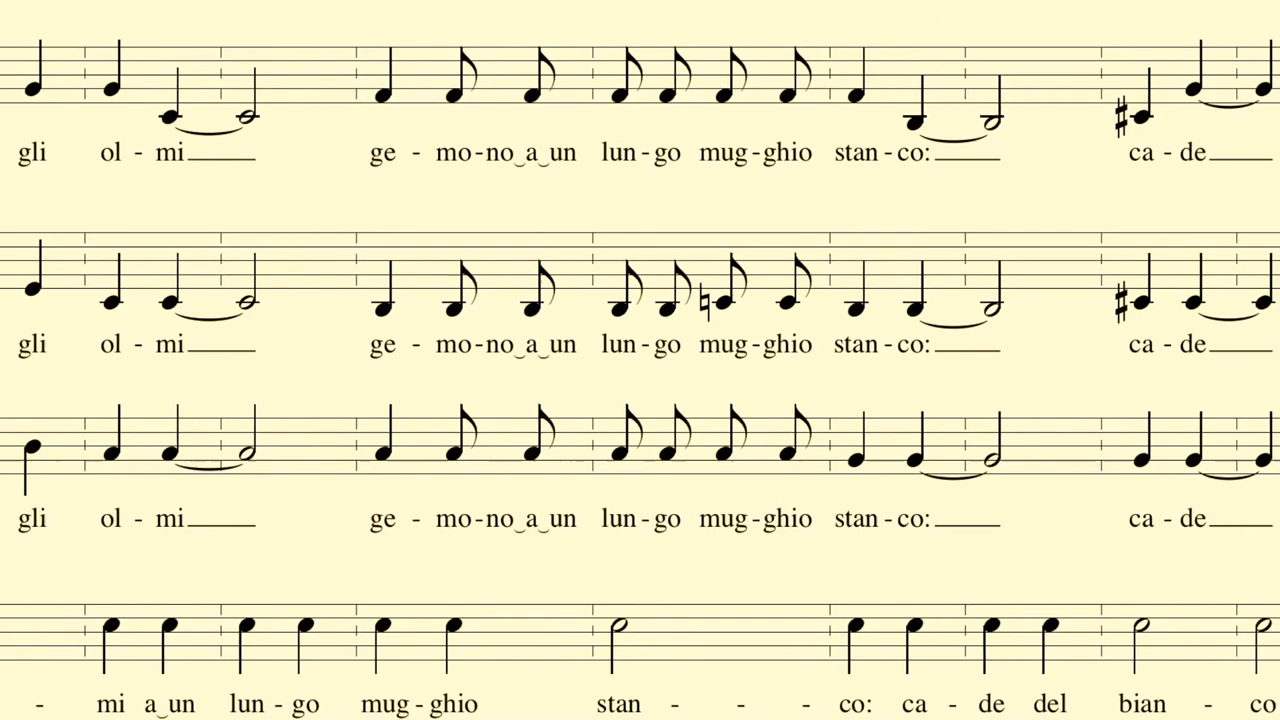 gli ol - mi ge - mo-no‿a‿un lun-go mug-ghio stan-co: ca - de
gli ol - mi ge - mo-no‿a‿un lun-go mug-ghio stan-co: ca - de
gli ol - mi ge - mo-no‿a‿un lun-go mug-ghio stan-co: ca - de
- mi a‿un lun - go mug-ghio stan - - - co: ca - de del bian - co